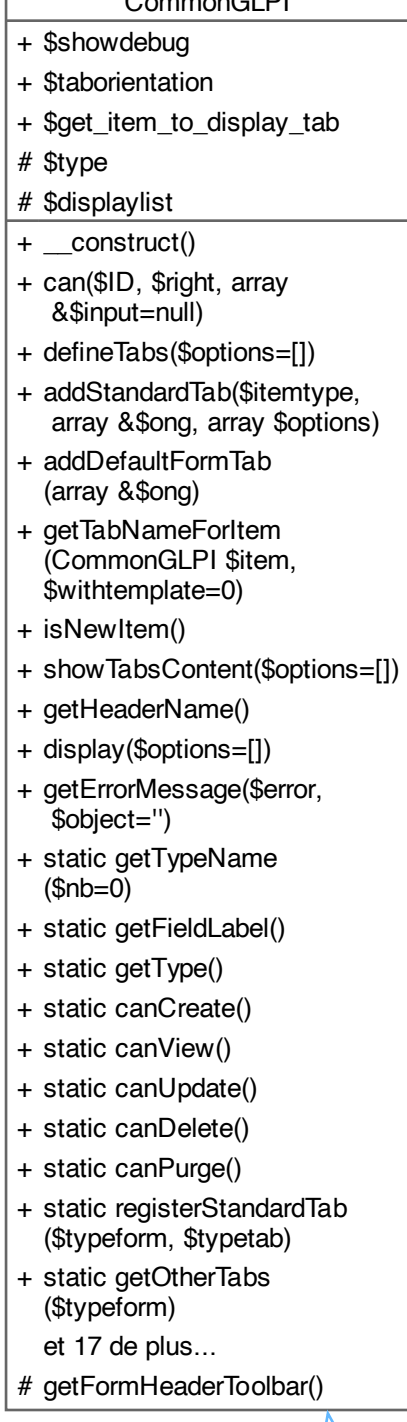 CommonGLPI
+ $showdebug
+ $taborientation
+ $get_item_to_display_tab
# $type
# $displaylist
+ __construct()
+ can($ID, $right, array
&$input=null)
+ defineTabs($options=[])
+ addStandardTab($itemtype,
array &$ong, array $options)
+ addDefaultFormTab
(array &$ong)
+ getTabNameForItem
(CommonGLPI $item,
$withtemplate=0)
+ isNewItem()
+ showTabsContent($options=[])
+ getHeaderName()
+ display($options=[])
+ getErrorMessage($error,
$object='')
+ static getTypeName
($nb=0)
+ static getFieldLabel()
+ static getType()
+ static canCreate()
+ static canView()
+ static canUpdate()
+ static canDelete()
+ static canPurge()
+ static registerStandardTab
($typeform, $typetab)
+ static getOtherTabs
($typeform)
et 17 de plus...
# getFormHeaderToolbar()